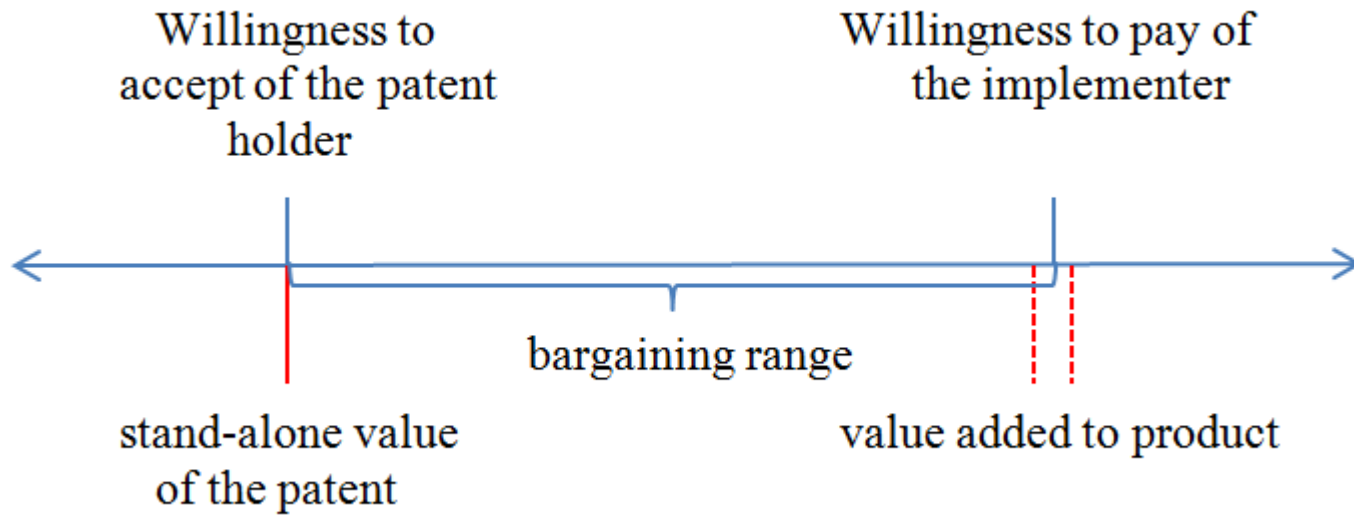 Willingness to
accept of the patent
holder
Willingness to pay of
the implementer
bargaining range
stand-alone value
of the patent
value added to product